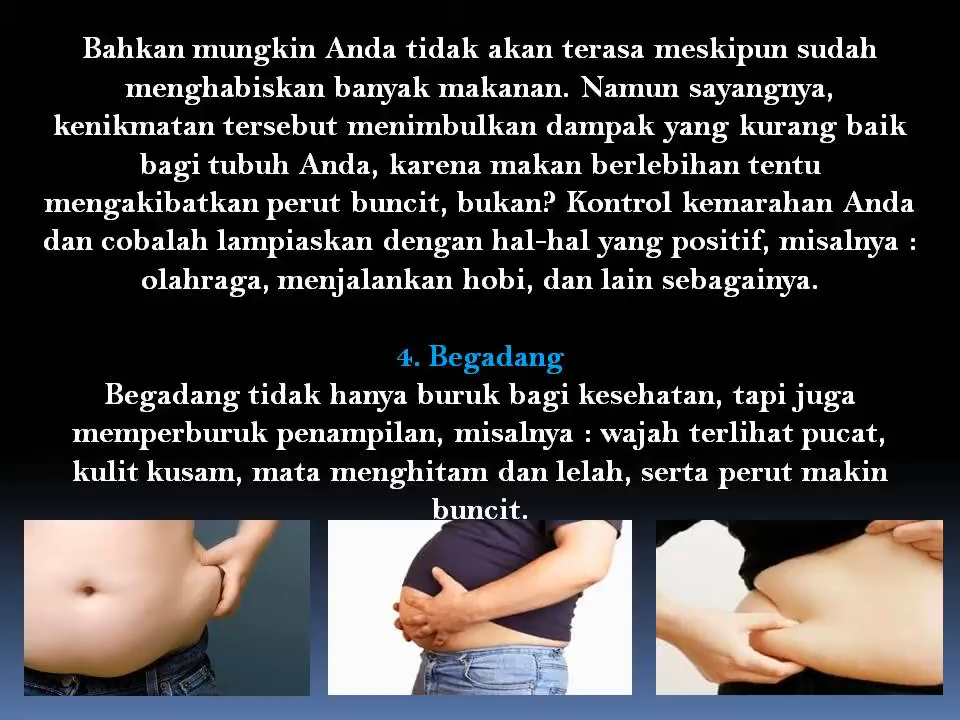 Bahkan mungkin Anda tidak akan terasa meskipun sudah
menghabiskan banyak makanan. Namun sayangnya,
kenikmatan tersebut menimbulkan dampak yang kurang baik
bagi tubuh Anda, karena makan berlebihan tentu
mengakibatkan perut buncit, bukan? Kontrol kemarahan Anda
dan cobalah lampiaskan dengan hal-hal yang positif, misalnya :
olahraga, menjalankan hobi, dan lain sebagainya.
4. Begadang
Begadang tidak hanya buruk bagi kesehatan, tapi juga
memperburuk penampilan, misalnya : wajah terlihat pucat,
kulit kusam, mata menghitam dan lelah, serta perut makin
buncit.